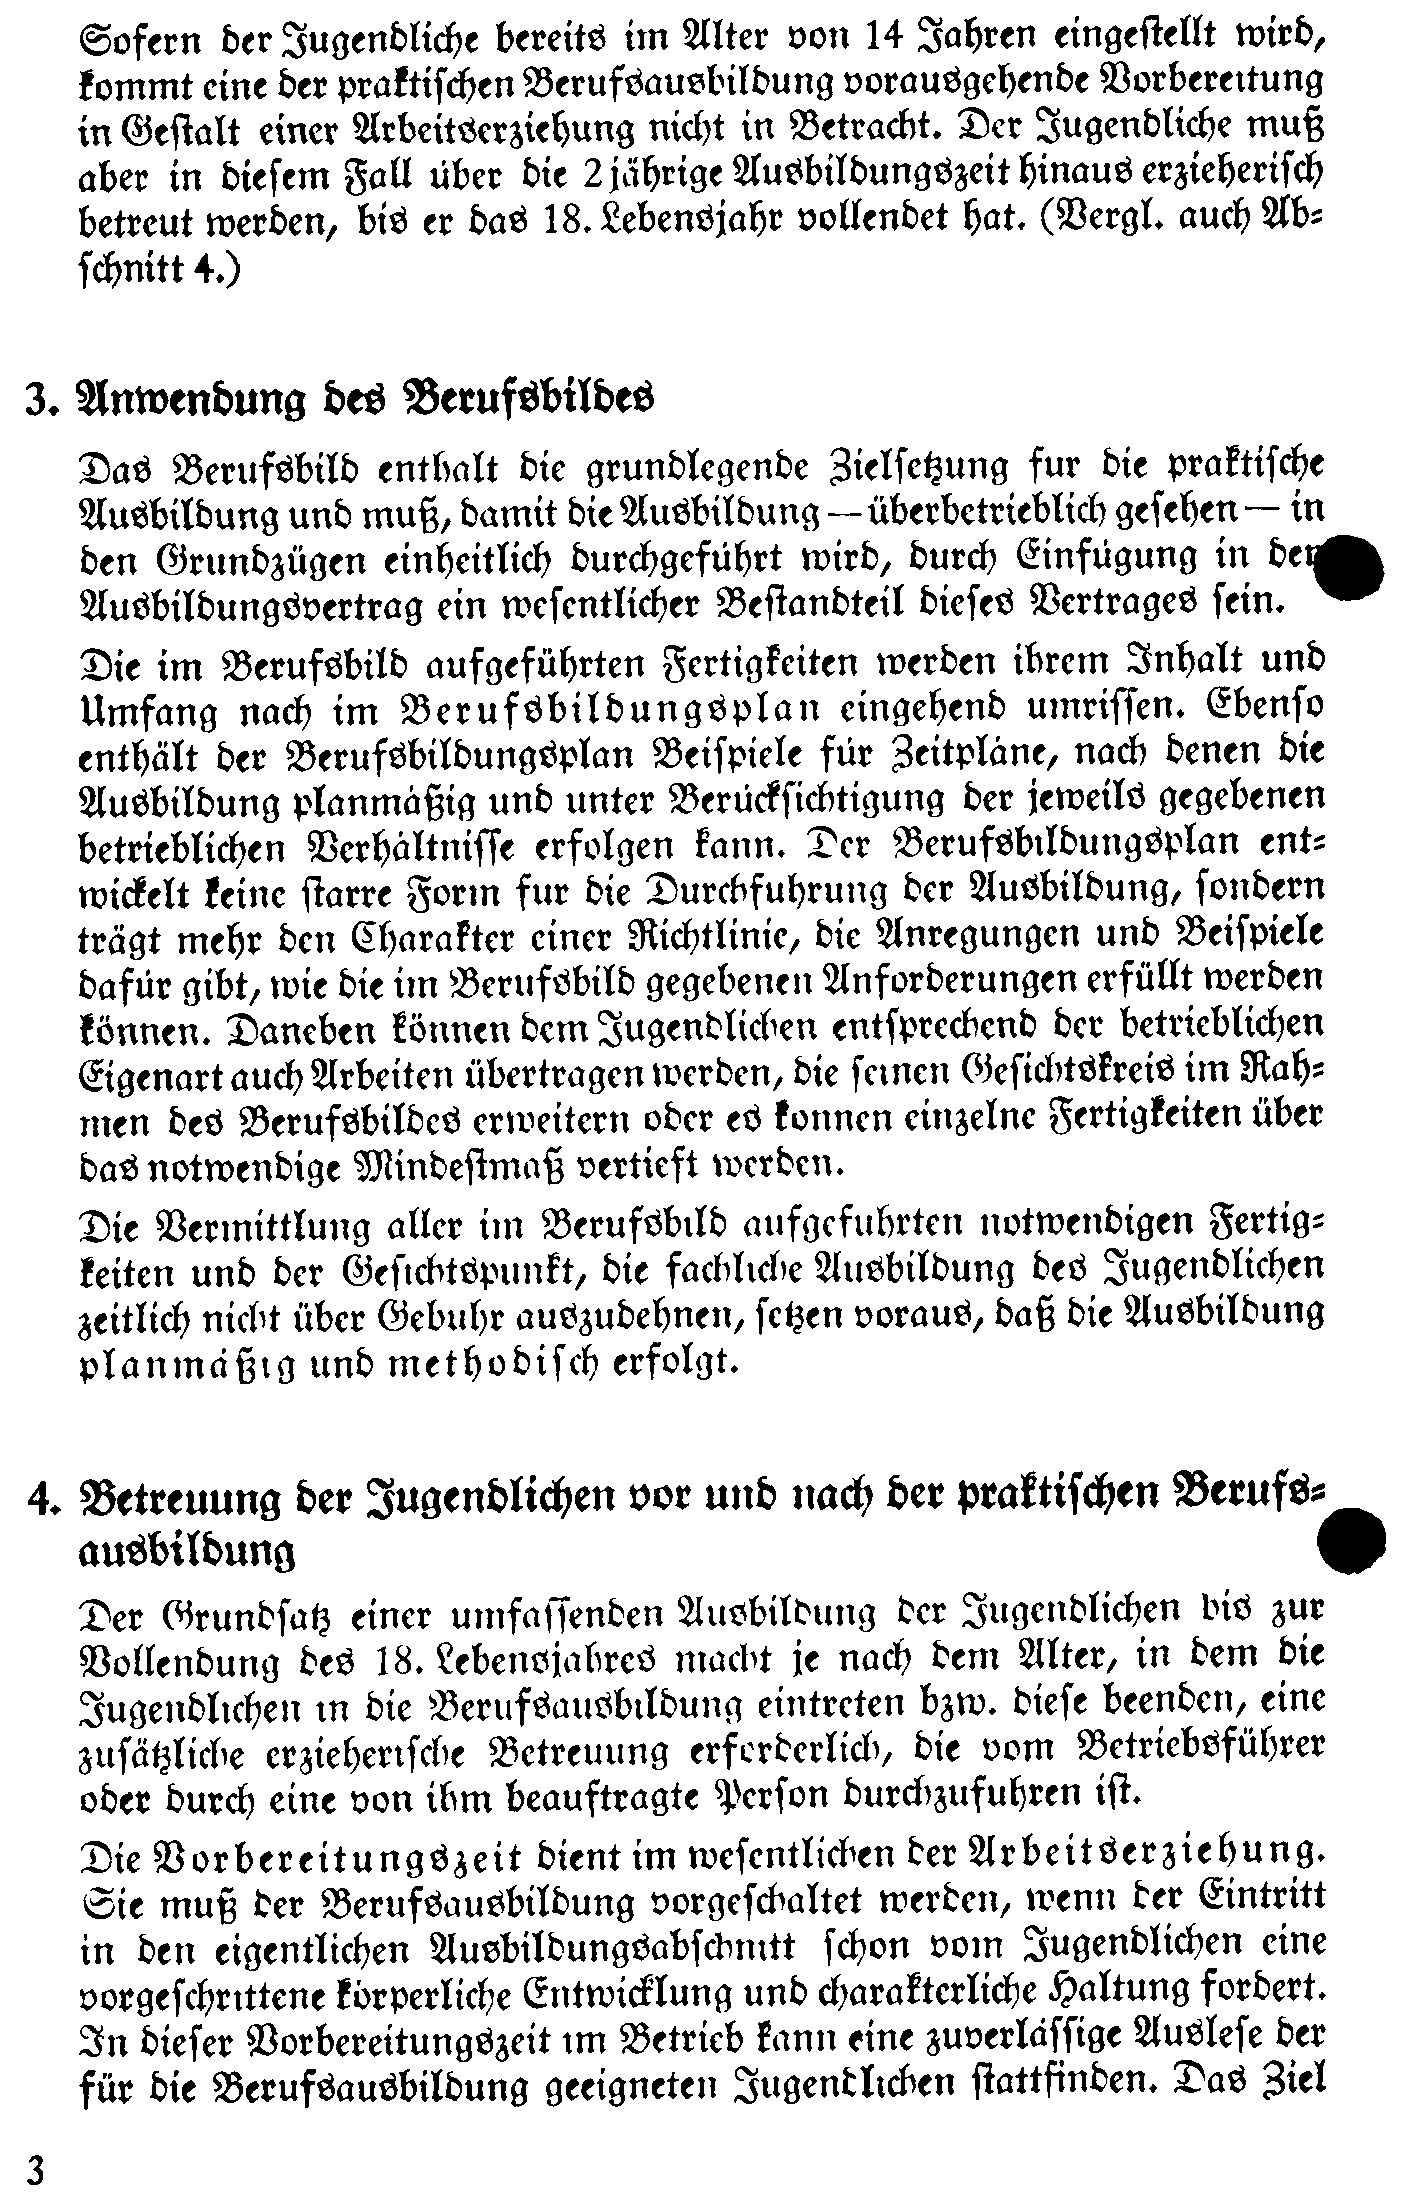 Sofern der Jugendliche bereits im Alter von 14 Jahren eingestellt wird,
kommt eine der praktischen Berufsausbildung vorausgehende Vorbereitung
in Gestalt einer Arbeitserziehung nicht in Betracht. Der Jugendliche muß
aber in diesem Fall über die 2jährige Ausbildungszeit hinaus erzieherisch
betreut werden, bis er das 18. Lebensjahr vollendet hat. (Vergl. auch Ab-
schnitt 4.)
3. Anwendung des Berufsbildes
Das Berufsbild enthalt die grundlegende Zielsetzung fur die praktische
Ausbildung und muß, damit die Ausbildung — überbetrieblich gesehen — in
den Grundzügen einheitlich durchgeführt wird, durch Einfügung in den
Ausbildungsvertrag ein wesentlicher Bestandteil dieses Vertrages sein.
Die im Berufsbild aufgeführten Fertigkeiten werden ihrem Inhalt und
Umfang nach im Berufsbildungsplan eingehend umrissen. Ebenso
enthält der Berufsbildungsplan Beispiele für Zeitpläne, nach denen die
Ausbildung planmäßig und unter Berücksichtigung der jeweils gegebenen
betrieblichen Verhältnisse erfolgen kann. Der Berufsbildungsplan ent-
wickelt keine starre Form fur die Durchfuhrung der Ausbildung, sondern
trägt mehr den Charakter einer Richtlinie, die Anregungen und Beispiele
dafür gibt, wie die im Berufsbild gegebenen Anforderungen erfüllt werden
können. Daneben können dem Jugendlichen entsprechend der betrieblichen
Eigenart auch Arbeiten übertragen werden, die seinen Gesichtskreis im Rah-
men des Berufsbildes erweitern oder es konnen einzelne Fertigkeiten über
das notwendige Mindestmaß vertieft werden.
Die Vermittlung aller im Berufsbild aufgefuhrten notwendigen Fertig-
keiten und der Gesichtspunkt, die fachliche Ausbildung des Jugendlichen
zeitlich nicht über Gebuhr auszudehnen, setzen voraus, daß die Ausbildung
planmäßig und methodisch erfolgt.
4. Betreuung der Jugendlichen vor und nach der praktischen Berufs-
ausbildung
Der Grundsatz einer umfassenden Ausbildung der Jugendlichen bis zur
Vollendung des 18. Lebensjahres macht je nach dem Alter, in dem die
Jugendlichen in die Berufsausbildung eintreten bzw. diese beenden, eine
zusätzliche erzieherische Betreuung erforderlich, die vom Betriebsführer
oder durch eine von ihm beauftragte Person durchzufuhren ist.
Die Vorbereitungszeit dient im wesentlichen der Arbeitserziehung.
Sie muß der Berufsausbildung vorgeschaltet werden, wenn der Eintritt
in den eigentlichen Ausbildungsabschnitt schon vom Jugendlichen eine
vorgeschrittene körperliche Entwicklung und charakterliche Haltung fordert.
In dieser Vorbereitungszeit im Betrieb kann eine zuverlässige Auslese der
für die Berufsausbildung geeigneten Jugendlichen stattfinden. Das Ziel
3